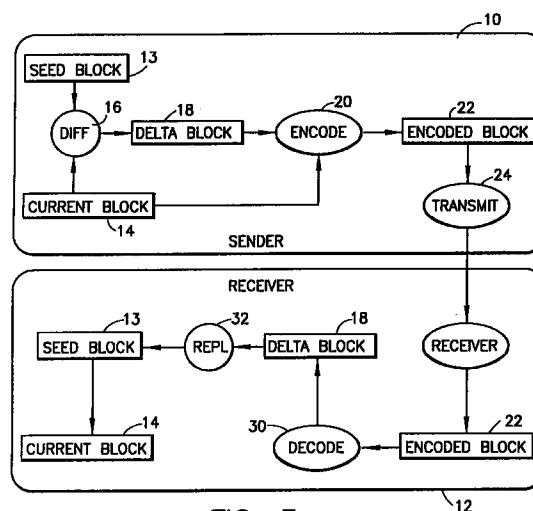 10
SEED BLOCK
13
16
DIFF
18
DELTA BLOCK
20
ENCODE
22
ENCODED BLOCK
24
TRANSMIT
CURRENT BLOCK
14
SENDER
RECEIVER
13
SEED BLOCK
32
REPL
18
DELTA BLOCK
RECEIVER
14
CURRENT BLOCK
30
DECODE
22
ENCODED BLOCK
12